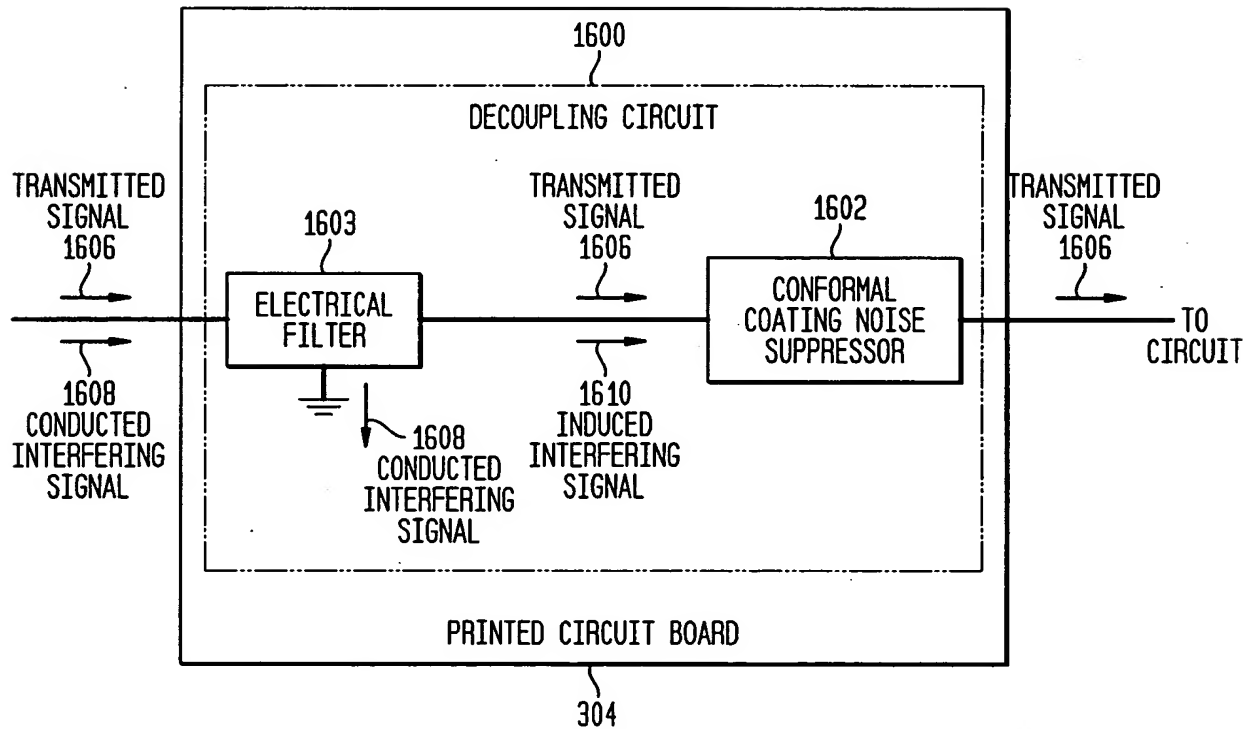 1600
DECOUPLING CIRCUIT
TRANSMITTED
SIGNAL
1606
1603
ELECTRICAL
FILTER
TRANSMITTED
SIGNAL
1606
1602
CONFORMAL
COATING NOISE
SUPPRESSOR
TRANSMITTED
SIGNAL
1606
TO
CIRCUIT
1608
CONDUCTED
INTERFERING
SIGNAL
1608
CONDUCTED
INTERFERING
SIGNAL
1610
INDUCED
INTERFERING
SIGNAL
PRINTED CIRCUIT BOARD
304